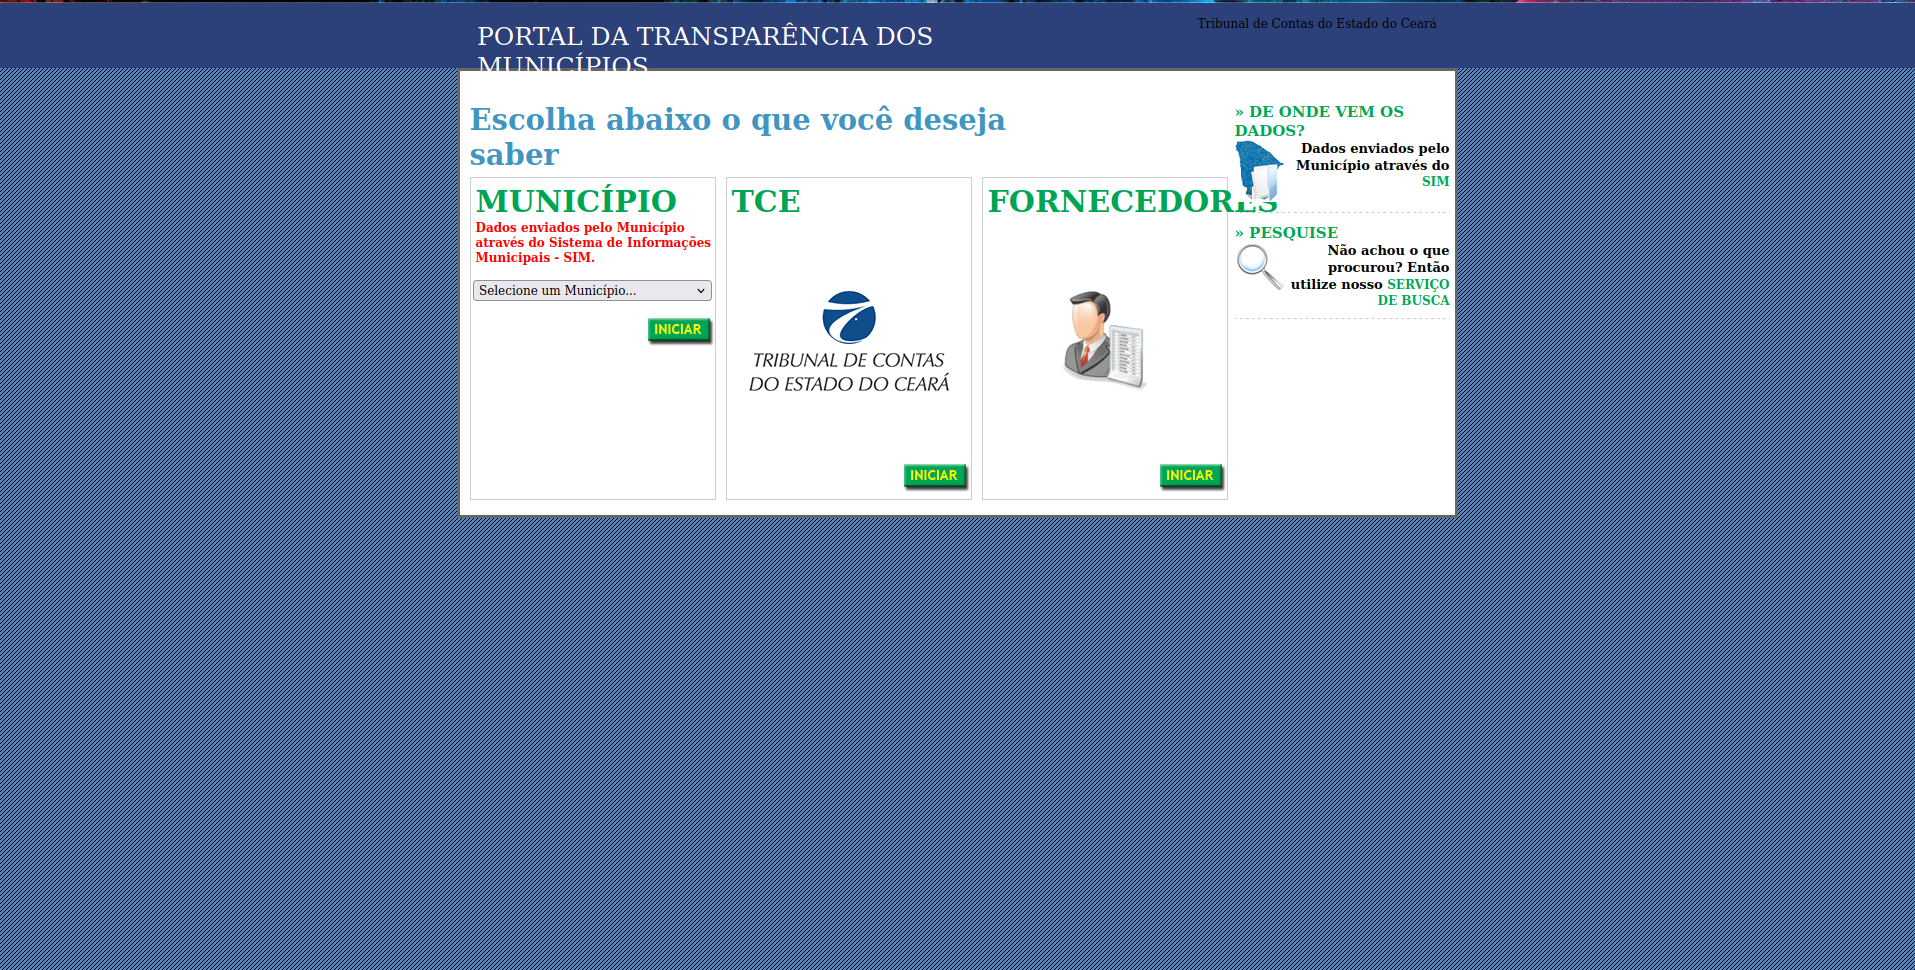 PORTAL DA TRANSPARÊNCIA DOS
MUNICÍPIOS
Tribunal de Contas do Estado do Ceará
Escolha abaixo o que você deseja
saber
MUNICÍPIO
Dados enviados pelo Município
através do Sistema de Informações
Municipais - SIM.
Selecione um Município...
INICIAR
TCE
TRIBUNAL DE CONTAS
DO ESTADO DO CEARÁ
INICIAR
FORNECEDORES
INICIAR
» DE ONDE VEM OS
DADOS?
Dados enviados pelo
Município através do
SIM
» PESQUISE
Não achou o que
procurou? Então
utilize nosso SERVIÇO
DE BUSCA